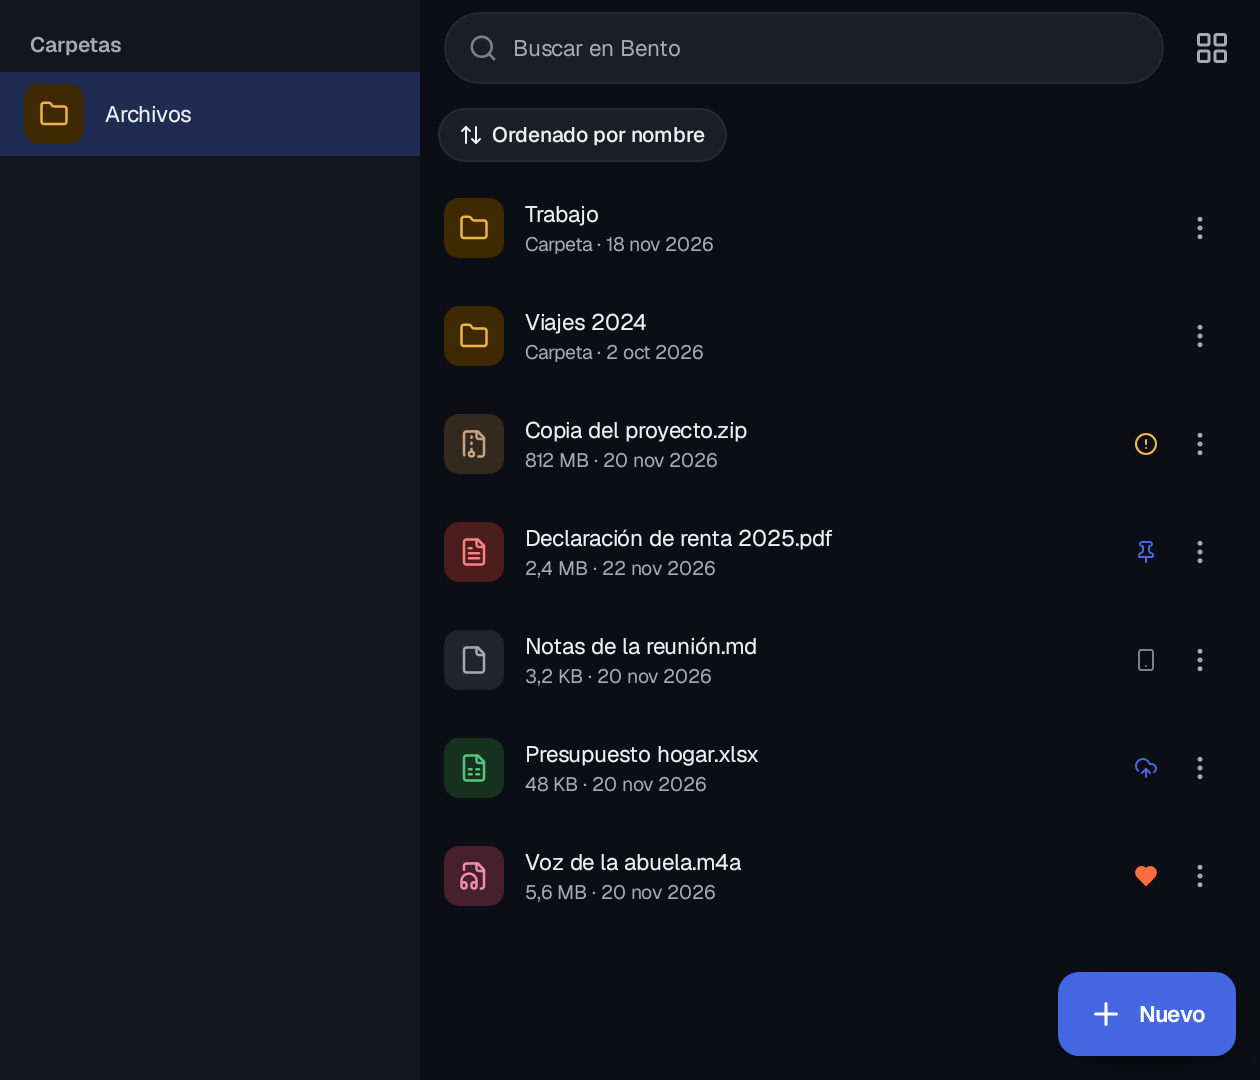 Carpetas
Archivos
Buscar en Bento
Ordenado por nombre
Trabajo
Carpeta · 18 nov 2026
Viajes 2024
Carpeta · 2 oct 2026
Copia del proyecto.zip
812 MB · 20 nov 2026
Declaración de renta 2025.pdf
2,4 MB · 22 nov 2026
Notas de la reunión.md
3,2 KB · 20 nov 2026
Presupuesto hogar.xlsx
48 KB · 20 nov 2026
Voz de la abuela.m4a
5,6 MB · 20 nov 2026
Nuevo